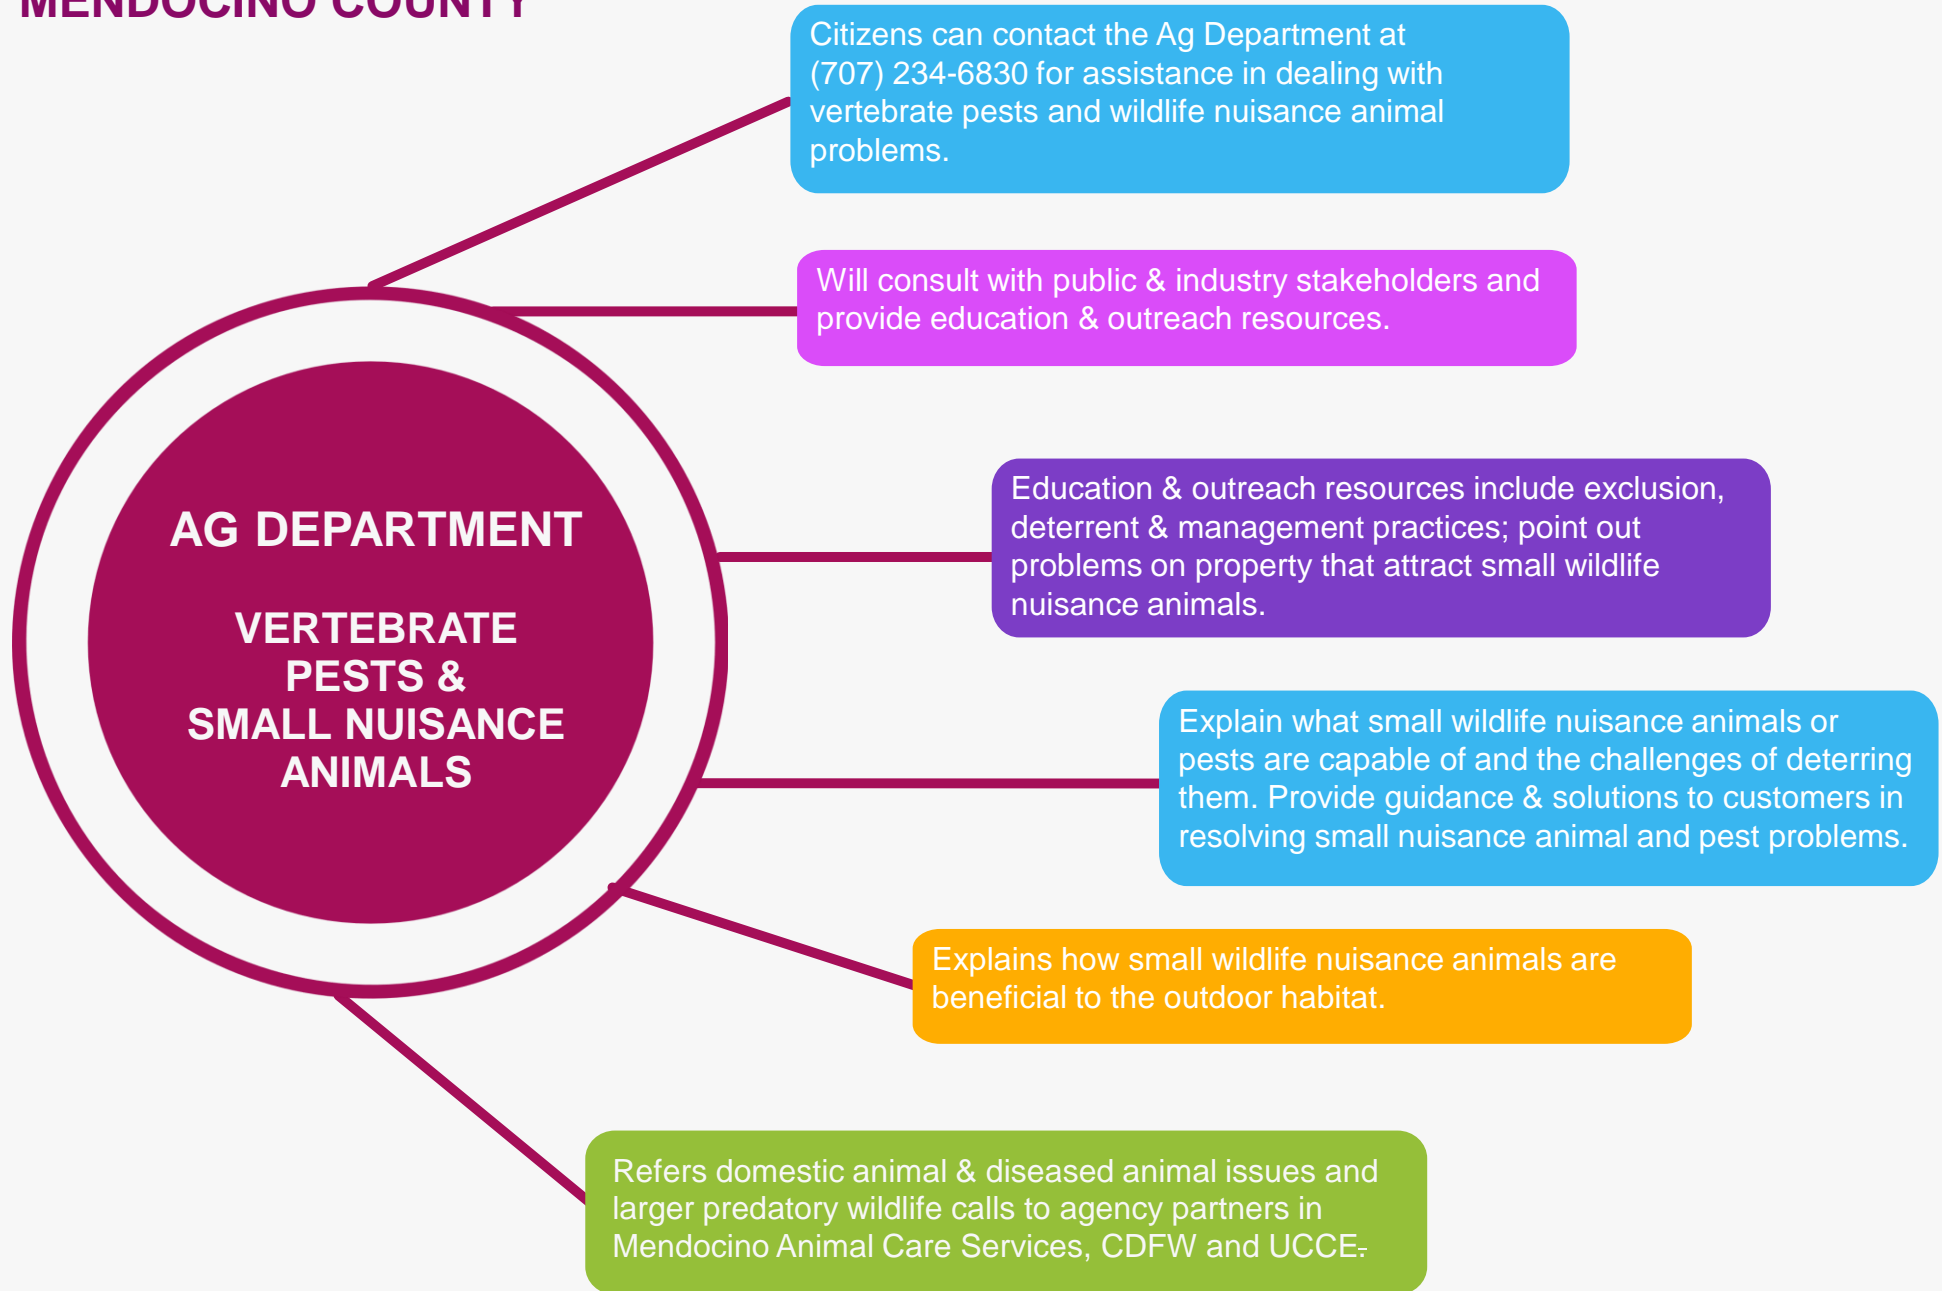 MENDOCINO COUNTY
Citizens can contact the Ag Department at
(707) 234-6830 for assistance in dealing with
vertebrate pests and wildlife nuisance animal
problems.
Will consult with public & industry stakeholders and
provide education & outreach resources.
Education & outreach resources include exclusion,
deterrent & management practices; point out
problems on property that attract small wildlife
nuisance animals.
AG DEPARTMENT
VERTEBRATE
PESTS &
SMALL NUISANCE
ANIMALS
Explain what small wildlife nuisance animals or
pests are capable of and the challenges of deterring
them. Provide guidance & solutions to customers in
resolving small nuisance animal and pest problems.
Explains how small wildlife nuisance animals are
beneficial to the outdoor habitat.
Refers domestic animal & diseased animal issues and
larger predatory wildlife calls to agency partners in
Mendocino Animal Care Services, CDFW and UCCE.